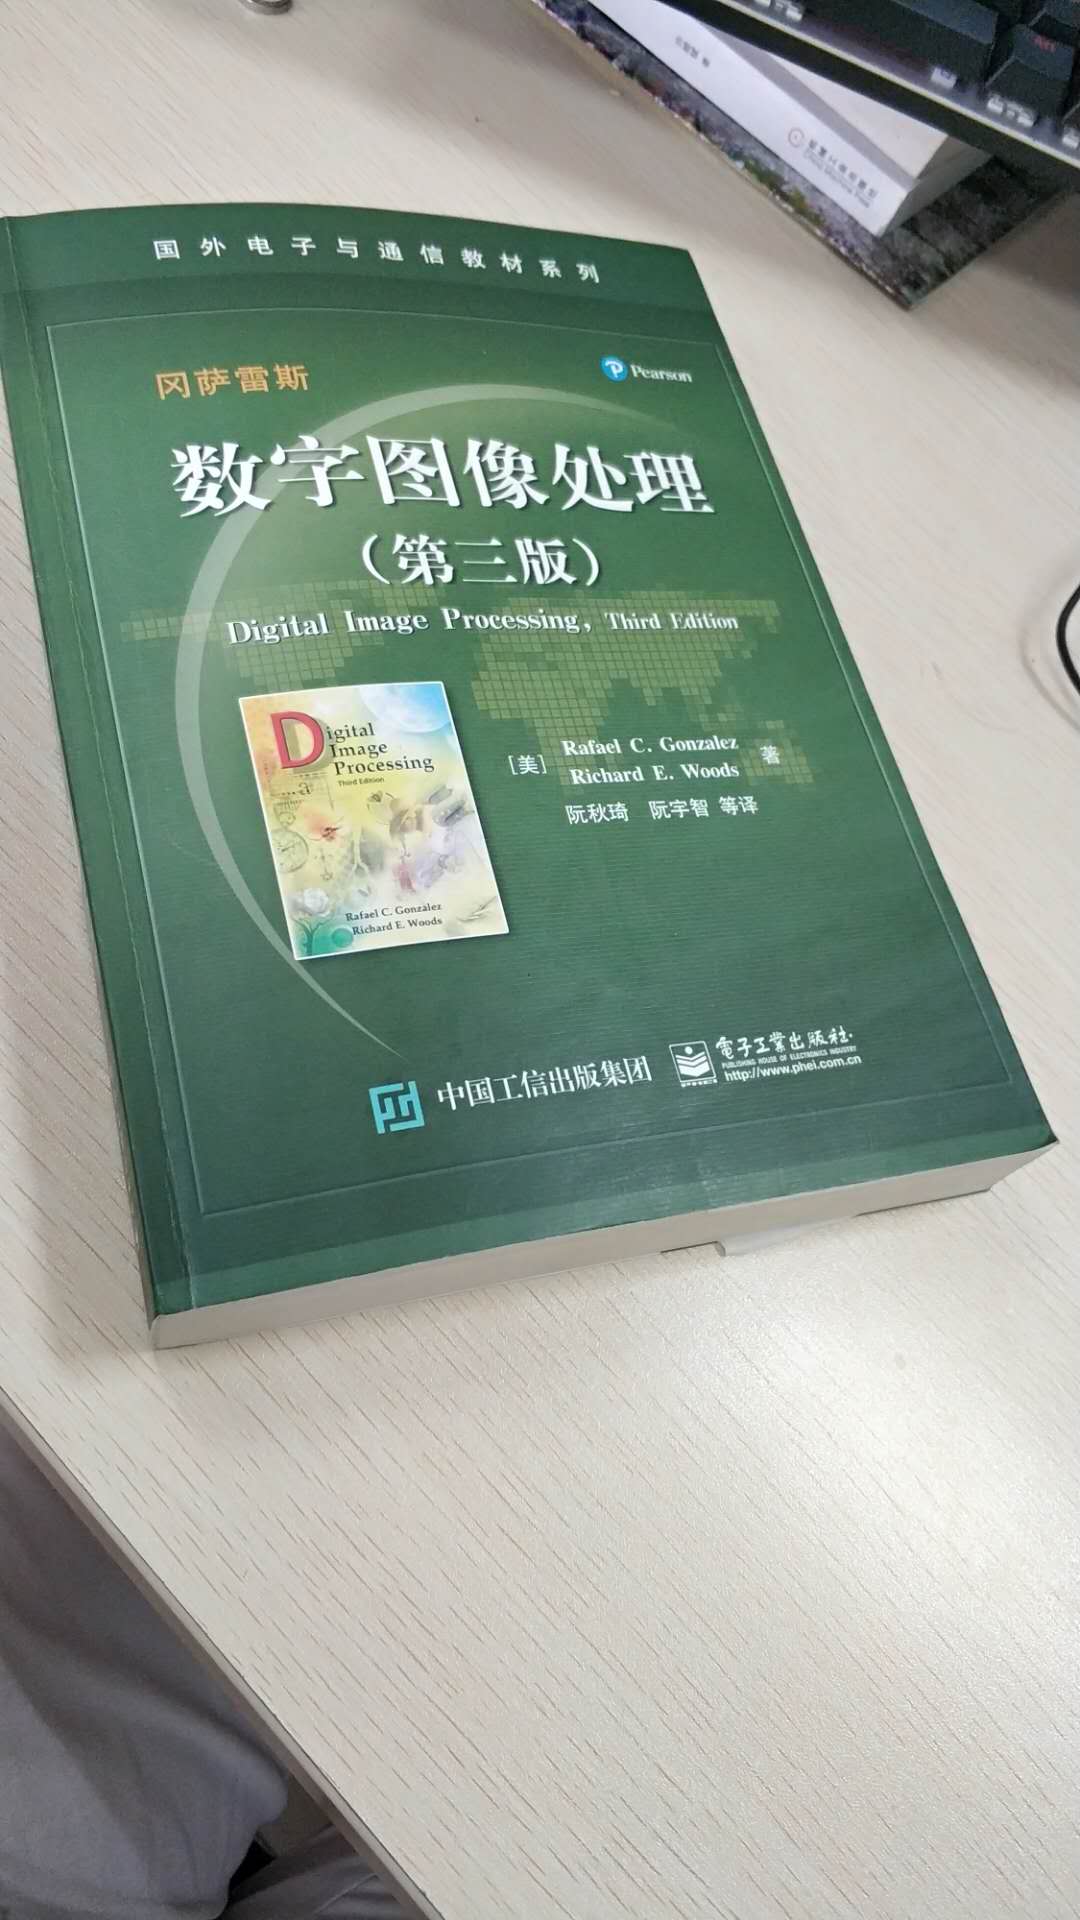 国外电子与通信教材系列
冈萨雷斯
Pearson
数字图像处理
（第三版）
Digital Image Processing, Third Edition
Digital
Image
Processing
Third Edition
Rafael C. Gonzalez
Richard E. Woods
[美] Rafael C. Gonzalez
Richard E. Woods 著
阮秋琦 阮宇智 等译
中国工信出版集团
電子工業出版社
PUBLISHING HOUSE OF ELECTRONICS INDUSTRY
http://www.phei.com.cn